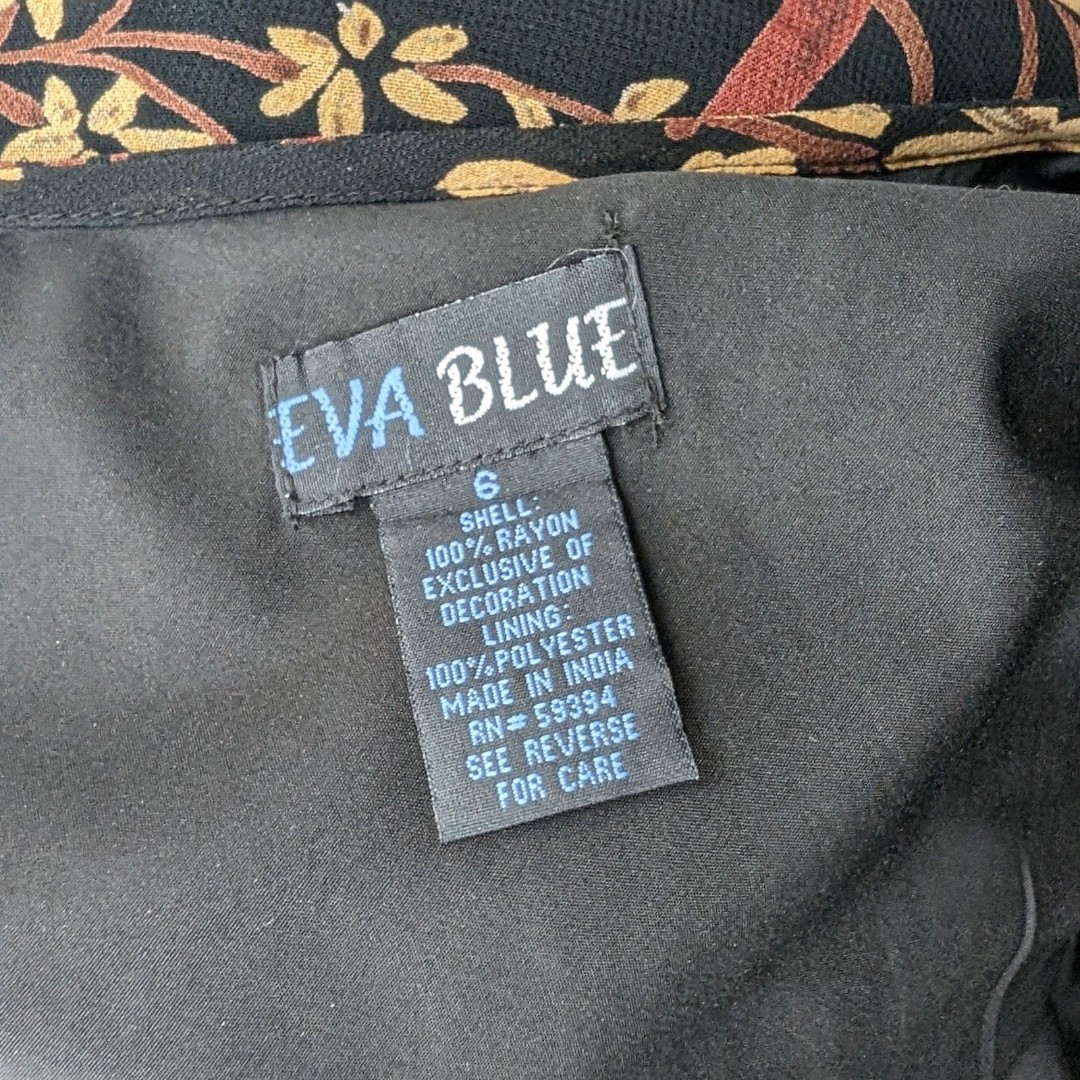 EVA BLUE
6
SHELL:
100% RAYON
EXCLUSIVE OF
DECORATION
LINING:
100% POLYESTER
MADE IN INDIA
RN# 59394
SEE REVERSE
FOR CARE